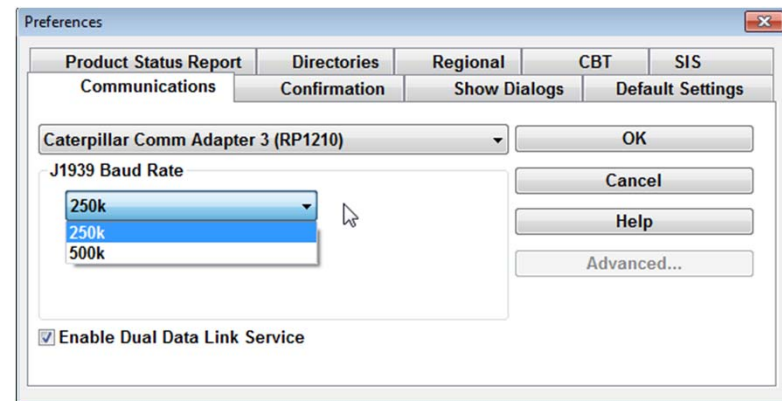 Preferences
Product Status Report Directories Regional CBT SIS
Communications Confirmation Show Dialogs Default Settings
Caterpillar Comm Adapter 3 (RP1210)
OK
J1939 Baud Rate
Cancel
250k
Help
250k
500k
Advanced...
Enable Dual Data Link Service